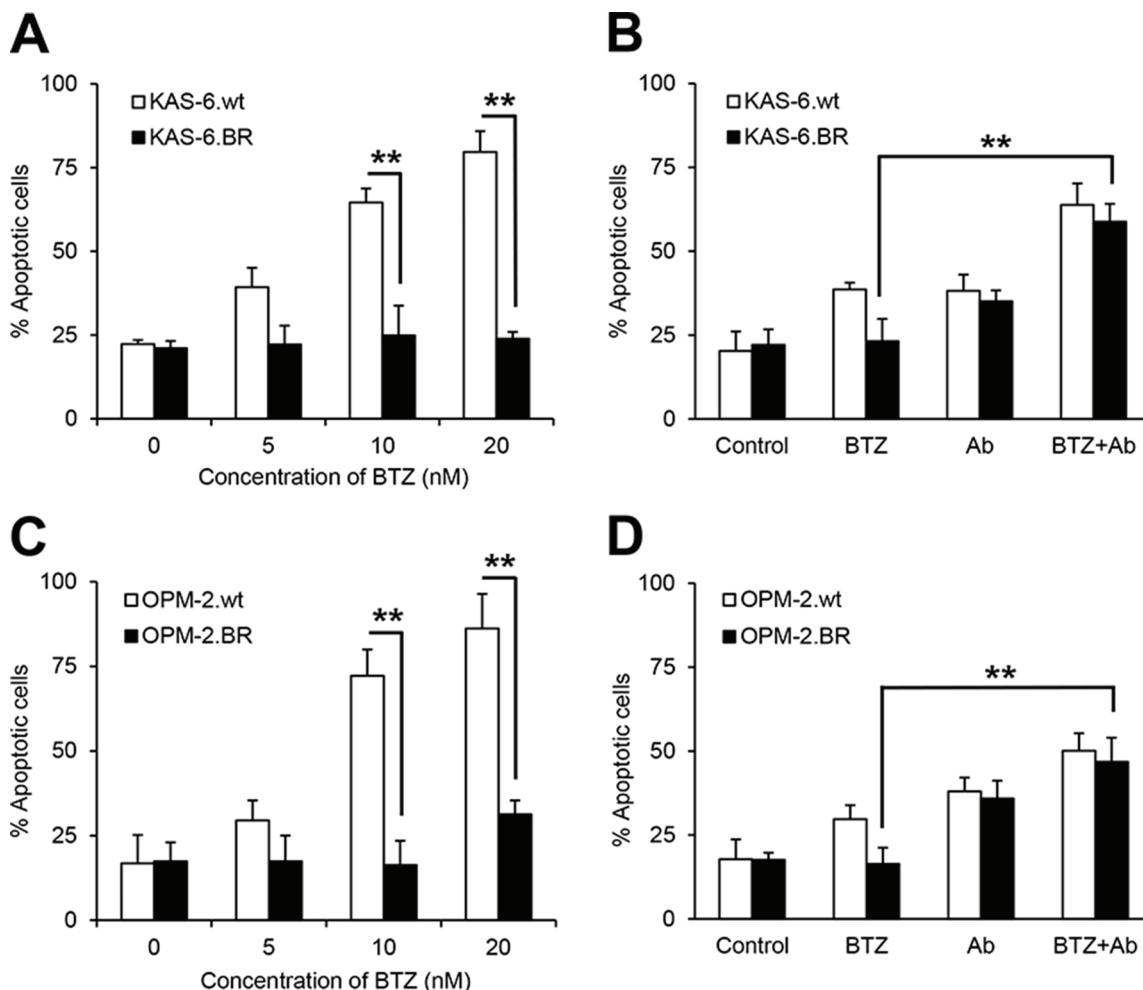 A
100
75
50
25
0
% Apoptotic cells
KAS-6.wt
KAS-6.BR
**
**
0 5 10 20
Concentration of BTZ (nM)
B
100
75
50
25
0
% Apoptotic cells
KAS-6.wt
KAS-6.BR
**
Control BTZ Ab BTZ+Ab
C
100
75
50
25
0
% Apoptotic cells
OPM-2.wt
OPM-2.BR
**
**
0 5 10 20
Concentration of BTZ (nM)
D
100
75
50
25
0
% Apoptotic cells
OPM-2.wt
OPM-2.BR
**
Control BTZ Ab BTZ+Ab